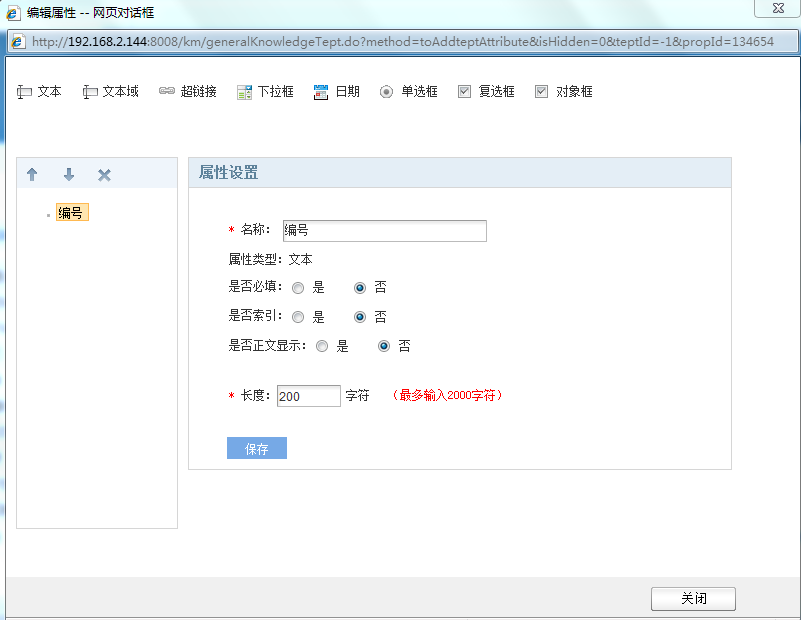 编辑属性 -- 网页对话框
http://192.168.2.144:8008/km/generalKnowledgeTept.do?method=toAddteptAttribute&isHidden=0&teptId=-1&propId=134654
文本 文本域 超链接 下拉框 日期 单选框 复选框 对象框
属性设置
编号
* 名称: 编号
属性类型: 文本
是否必填: 是 否
是否索引: 是 否
是否正文显示: 是 否
* 长度: 200 字符 (最多输入2000字符)
保存
关闭